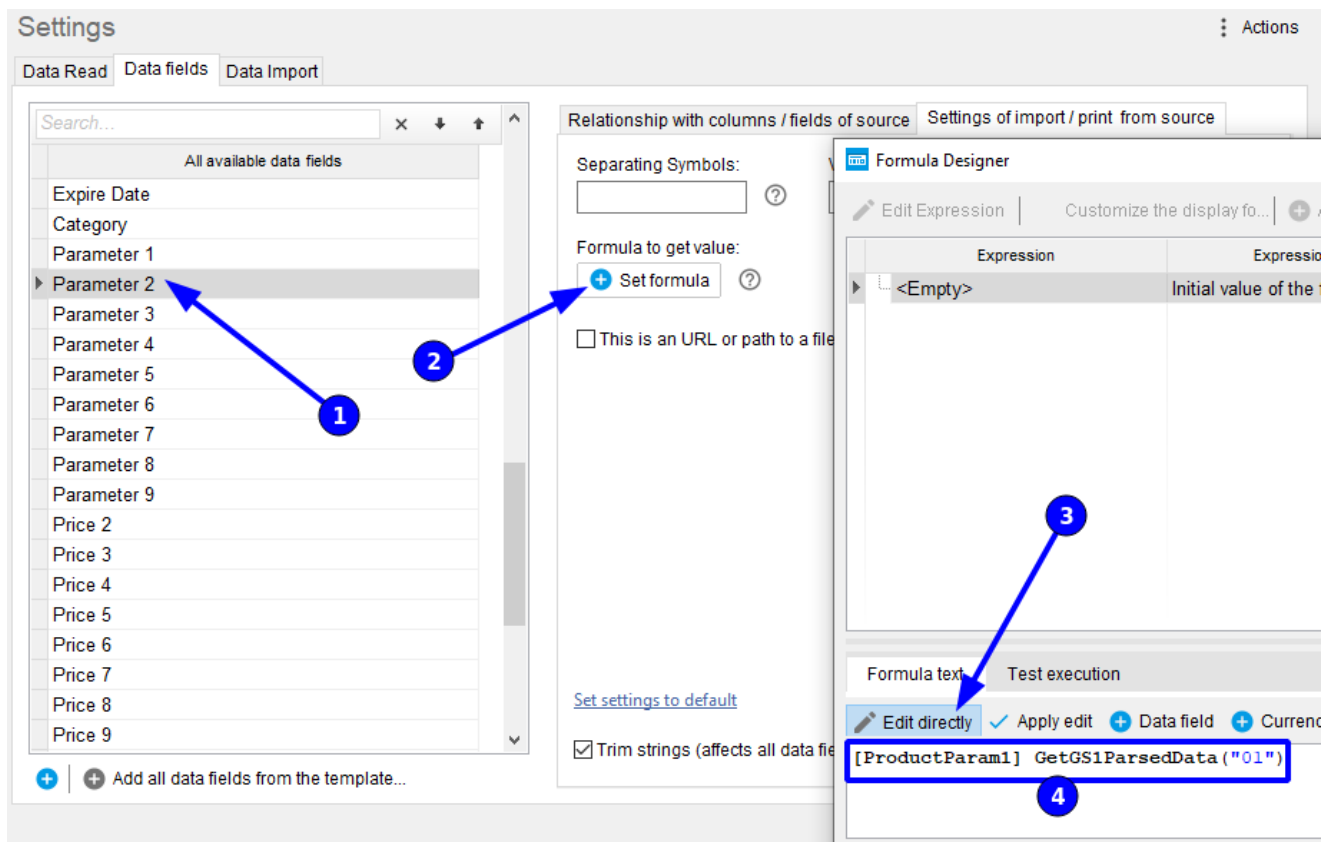 Settings
Actions
Data Read
Data fields
Data Import
Search...
All available data fields
Expire Date
Category
Parameter 1
Parameter 2
Parameter 3
Parameter 4
Parameter 5
Parameter 6
Parameter 7
Parameter 8
Parameter 9
Price 2
Price 3
Price 4
Price 5
Price 6
Price 7
Price 8
Price 9
Add all data fields from the template...
Relationship with columns / fields of source
Settings of import / print from source
Separating Symbols:
Formula to get value:
Set formula
This is an URL or path to a file
Set settings to default
Trim strings (affects all data fie
1
2
Formula Designer
Edit Expression
Customize the display fo...
Expression
Expressio
<Empty>
Initial value of the
3
Formula text
Test execution
Edit directly
Apply edit
Data field
Currenc
[ProductParam1] GetGS1ParsedData("01")
4